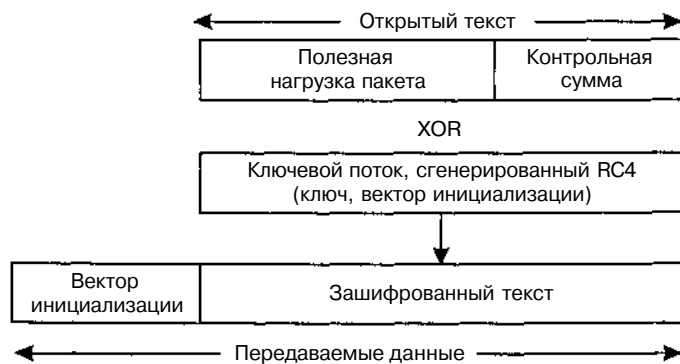 Открытый текст
Полезная
нагрузка пакета
Контрольная
сумма
XOR
Ключевой поток, сгенерированный RC4
(ключ, вектор инициализации)
Вектор
инициализации
Зашифрованный текст
Передаваемые данные